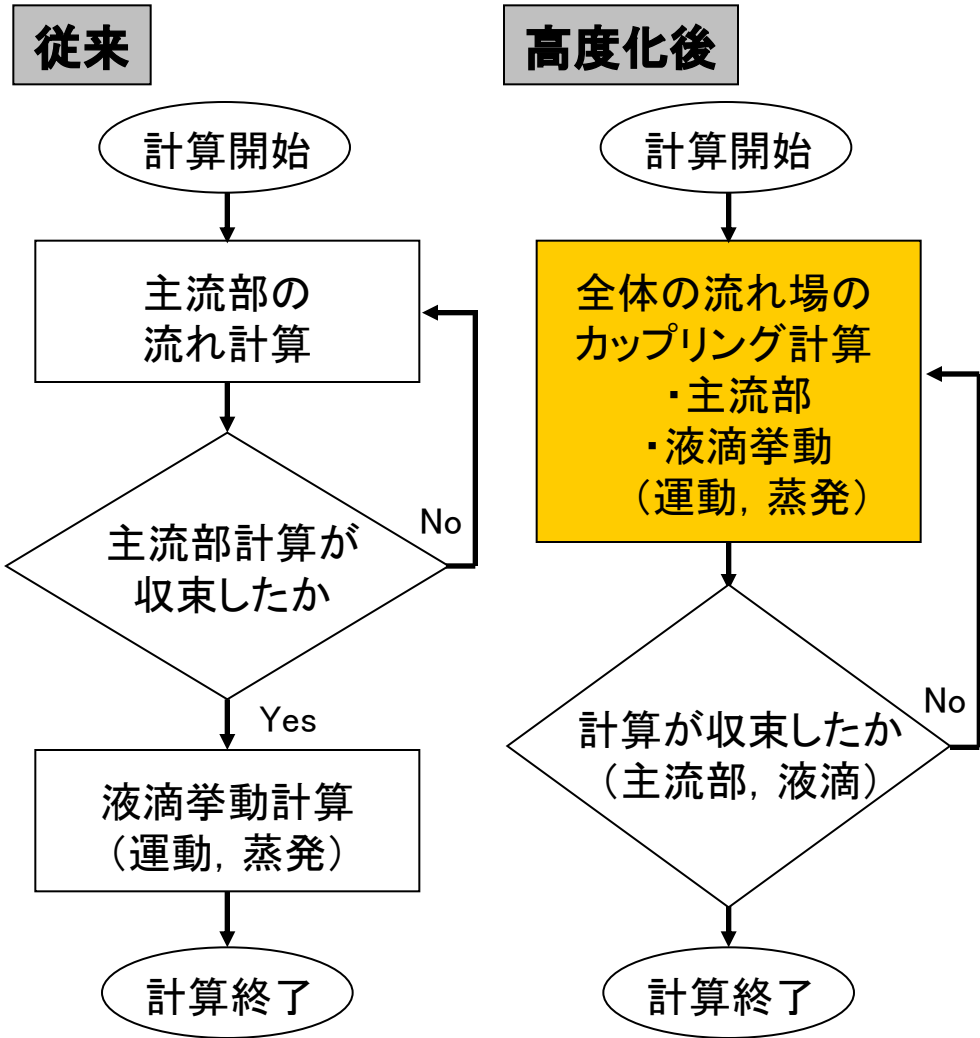 従来
計算開始
主流部の
流れ計算
主流部計算が
収束したか
No
Yes
液滴挙動計算
（運動，蒸発）
計算終了
高度化後
計算開始
全体の流れ場の
カップリング計算
・主流部
・液滴挙動
（運動，蒸発）
計算が収束したか
（主流部，液滴）
No
計算終了